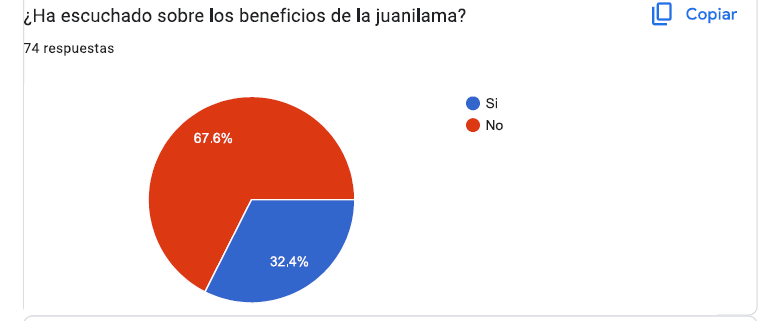 ¿Ha escuchado sobre los beneficios de la juanilama?
Copiar
74 respuestas
Si
No
67.6%
32.4%